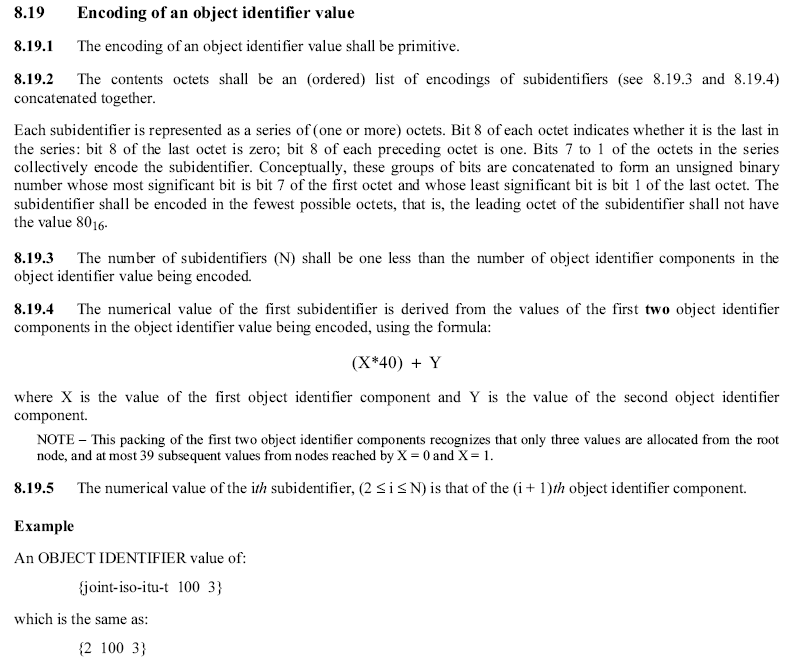 8.19 Encoding of an object identifier value
8.19.1 The encoding of an object identifier value shall be primitive.
8.19.2 The contents octets shall be an (ordered) list of encodings of subidentifiers (see 8.19.3 and 8.19.4)
concatenated together.
Each subidentifier is represented as a series of (one or more) octets. Bit 8 of each octet indicates whether it is the last in
the series: bit 8 of the last octet is zero; bit 8 of each preceding octet is one. Bits 7 to 1 of the octets in the series
collectively encode the subidentifier. Conceptually, these groups of bits are concatenated to form an unsigned binary
number whose most significant bit is bit 7 of the first octet and whose least significant bit is bit 1 of the last octet. The
subidentifier shall be encoded in the fewest possible octets, that is, the leading octet of the subidentifier shall not have
the value 80₁₆.
8.19.3 The number of subidentifiers (N) shall be one less than the number of object identifier components in the
object identifier value being encoded.
8.19.4 The numerical value of the first subidentifier is derived from the values of the first two object identifier
components in the object identifier value being encoded, using the formula:
(X*40) + Y
where X is the value of the first object identifier component and Y is the value of the second object identifier
component.
NOTE – This packing of the first two object identifier components recognizes that only three values are allocated from the root
node, and at most 39 subsequent values from nodes reached by X = 0 and X = 1.
8.19.5 The numerical value of the ith subidentifier, (2 ≤ i ≤ N) is that of the (i + 1)th object identifier component.
Example
An OBJECT IDENTIFIER value of:
{joint-iso-itu-t 100 3}
which is the same as:
{2 100 3}